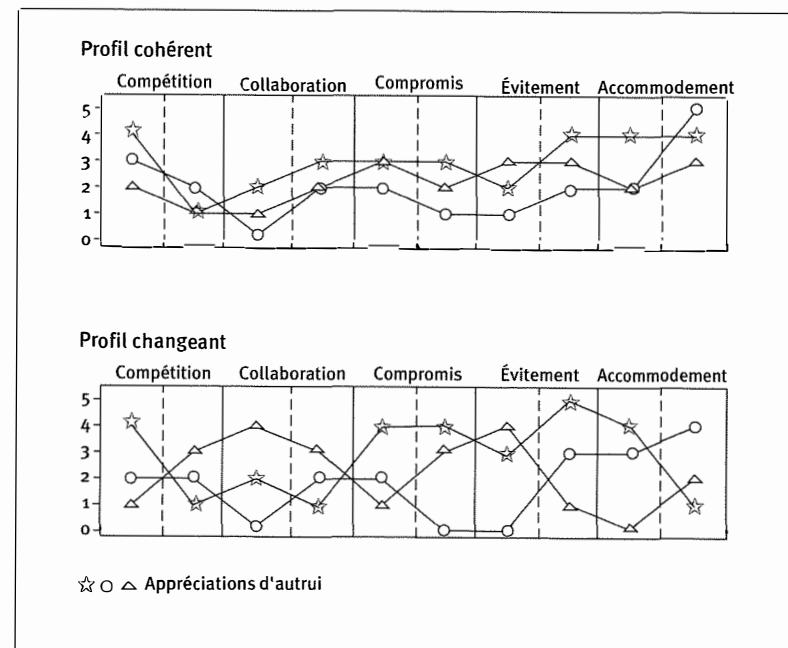 Profil cohérent
Compétition Collaboration Compromis Évitement Accommodement
5
4
3
2
1
0
Profil changeant
Compétition Collaboration Compromis Évitement Accommodement
5
4
3
2
1
0
Appréciations d'autrui